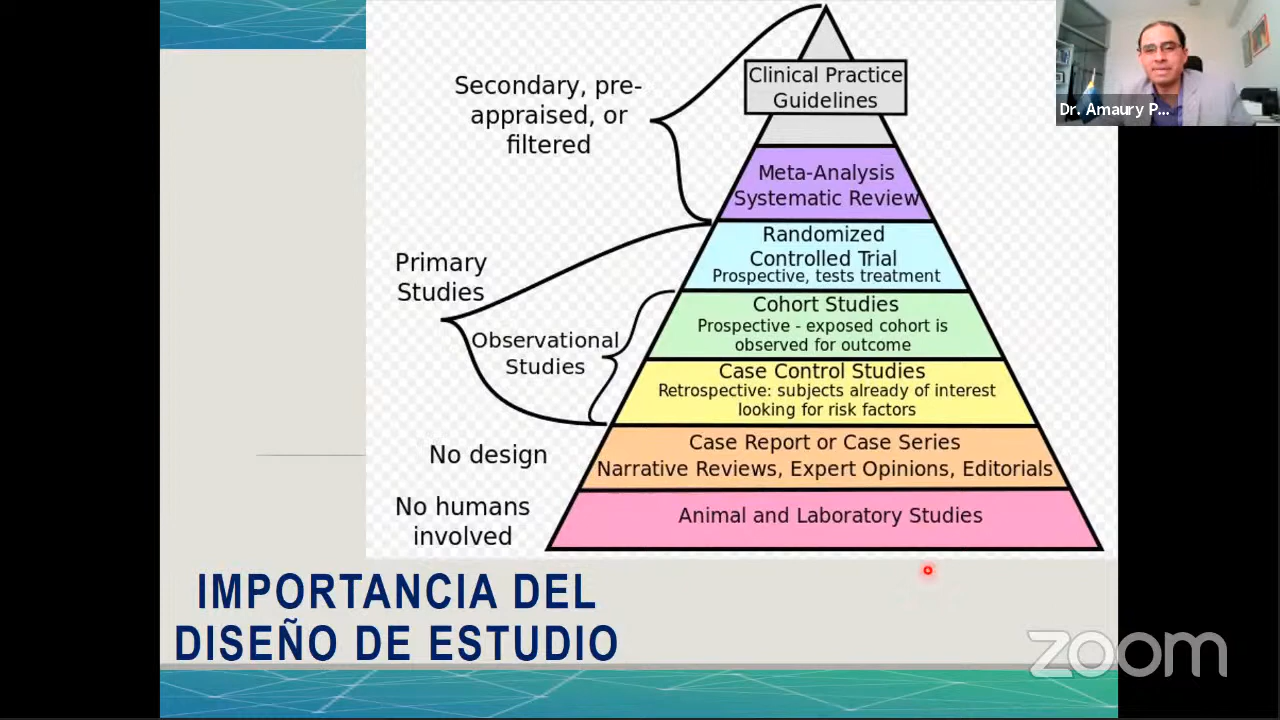 Secondary, pre-
appraised, or
filtered
Clinical Practice
Guidelines
Meta-Analysis
Systematic Review
Primary
Studies
Randomized
Controlled Trial
Prospective, tests treatment
Observational
Studies
Cohort Studies
Prospective - exposed cohort is
observed for outcome
Case Control Studies
Retrospective: subjects already of interest
looking for risk factors
No design
Case Report or Case Series
Narrative Reviews, Expert Opinions, Editorials
No humans
involved
Animal and Laboratory Studies
IMPORTANCIA DEL
DISEÑO DE ESTUDIO
Dr. Amaury P...
zoom